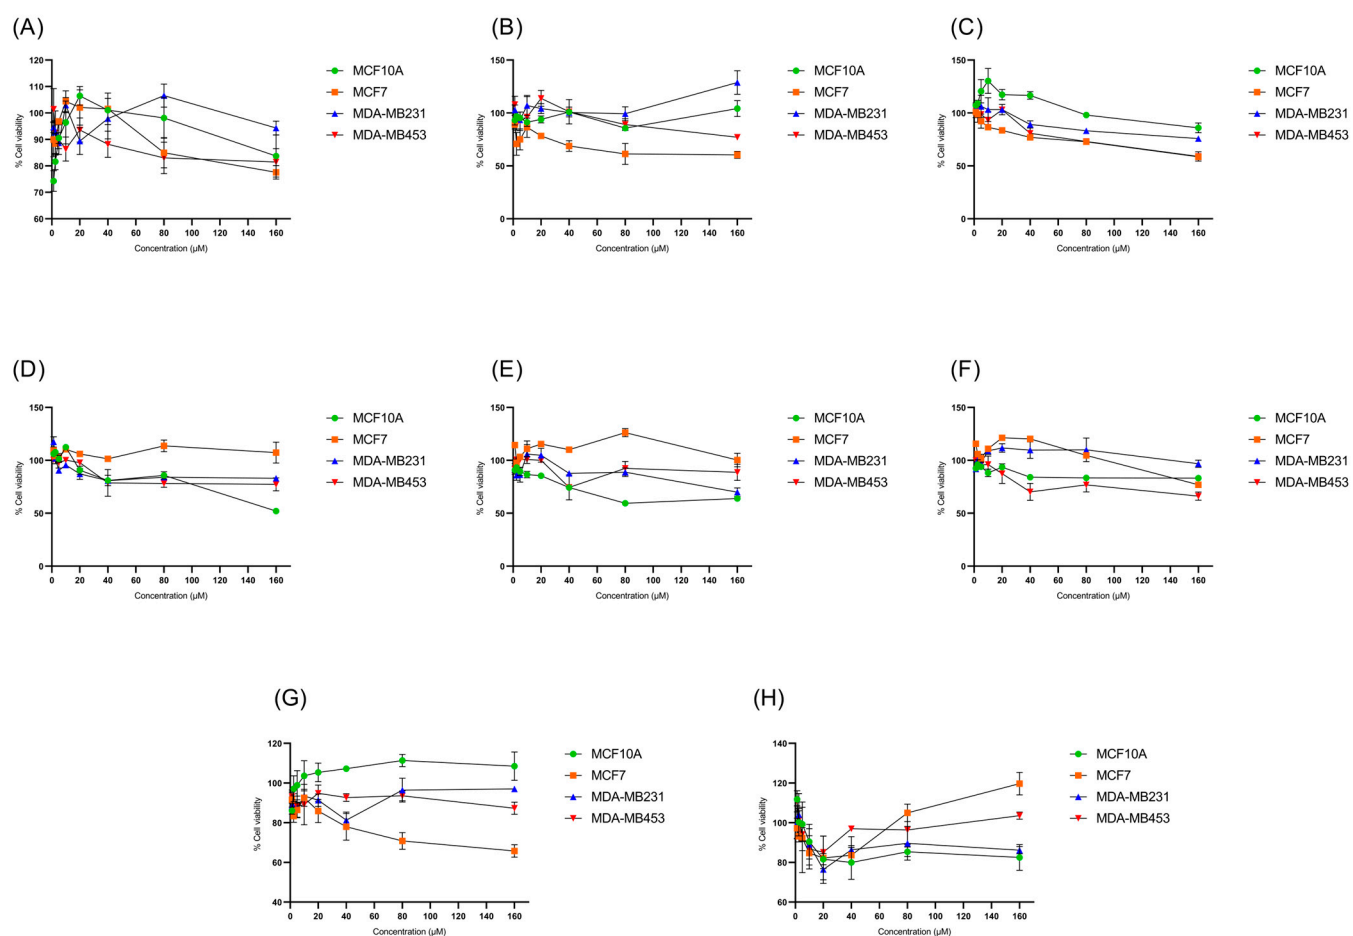 (A)
(B)
(C)
120
110
100
90
80
70
60
% Cell viability
0 20 40 60 80 100 120 140 160
Concentration (µM)
MCF10A
MCF7
MDA-MB231
MDA-MB453
150
100
50
0
% Cell viability
0 20 40 60 80 100 120 140 160
Concentration (µM)
MCF10A
MCF7
MDA-MB231
MDA-MB453
150
100
50
0
% Cell viability
0 20 40 60 80 100 120 140 160
Concentration (µM)
MCF10A
MCF7
MDA-MB231
MDA-MB453
(D)
(E)
(F)
150
100
50
0
% Cell viability
0 20 40 60 80 100 120 140 160
Concentration (µM)
MCF10A
MCF7
MDA-MB231
MDA-MB453
150
100
50
0
% Cell viability
0 20 40 60 80 100 120 140 160
Concentration (µM)
MCF10A
MCF7
MDA-MB231
MDA-MB453
150
100
50
0
% Cell viability
0 20 40 60 80 100 120 140 160
Concentration (µM)
MCF10A
MCF7
MDA-MB231
MDA-MB453
(G)
(H)
120
100
80
60
40
% Cell viability
0 20 40 60 80 100 120 140 160
Concentration (µM)
MCF10A
MCF7
MDA-MB231
MDA-MB453
140
120
100
80
60
% Cell viability
0 20 40 60 80 100 120 140 160
Concentration (µM)
MCF10A
MCF7
MDA-MB231
MDA-MB453